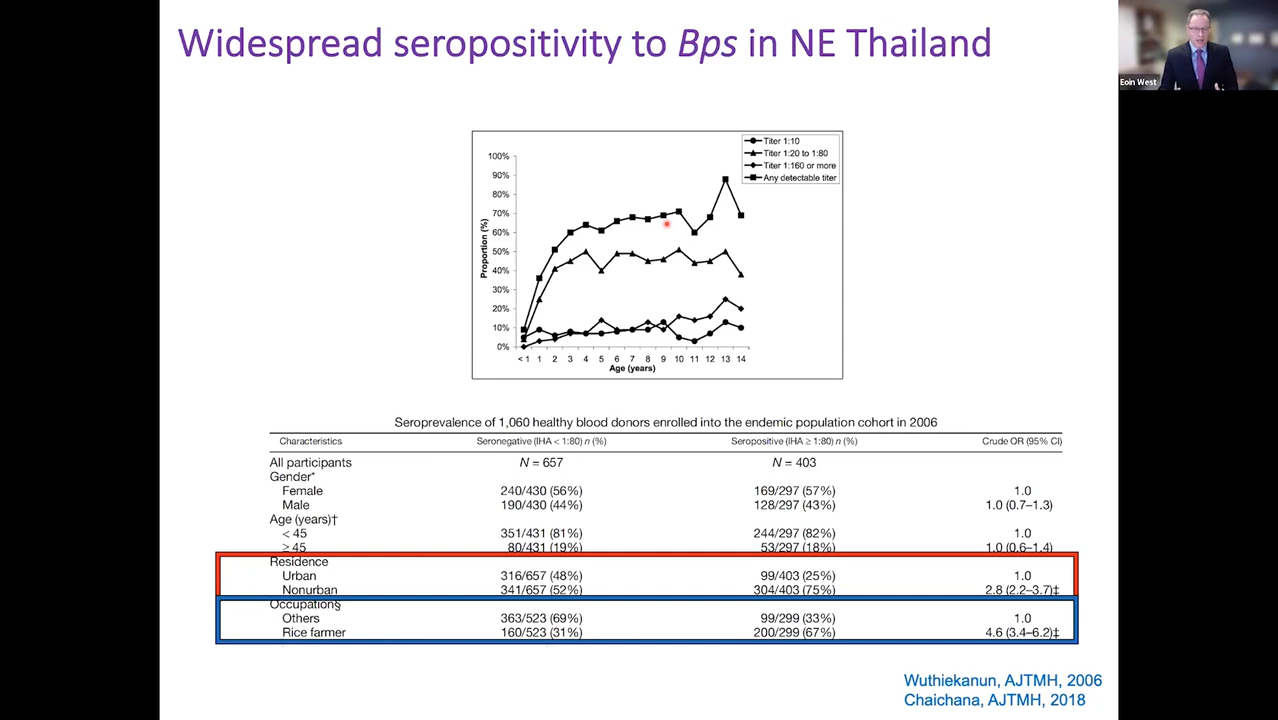 Widespread seropositivity to Bps in NE Thailand
Eoin West
Titer 1:10
Titer 1:20 to 1:80
Titer 1:160 or more
Any detectable titer
100%
90%
80%
70%
60%
50%
40%
30%
20%
10%
0%
Proportion (%)
< 1 1 2 3 4 5 6 7 8 9 10 11 12 13 14
Age (years)
Seroprevalence of 1,060 healthy blood donors enrolled into the endemic population cohort in 2006
Characteristics Seronegative (IHA < 1:80) n (%) Seropositive (IHA ≥ 1:80) n (%) Crude OR (95% CI)
All participants N = 657 N = 403
Gender*
Female 240/430 (56%) 169/297 (57%) 1.0
Male 190/430 (44%) 128/297 (43%) 1.0 (0.7–1.3)
Age (years)†
< 45 351/431 (81%) 244/297 (82%) 1.0
≥ 45 80/431 (19%) 53/297 (18%) 1.0 (0.6–1.4)
Residence
Urban 316/657 (48%) 99/403 (25%) 1.0
Nonurban 341/657 (52%) 304/403 (75%) 2.8 (2.2–3.7)‡
Occupation§
Others 363/523 (69%) 99/299 (33%) 1.0
Rice farmer 160/523 (31%) 200/299 (67%) 4.6 (3.4–6.2)‡
Wuthiekanun, AJTMH, 2006
Chaichana, AJTMH, 2018